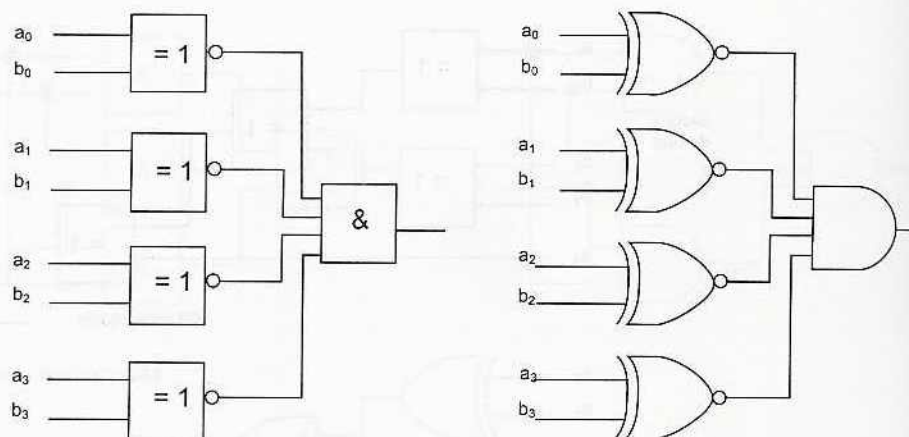 a₀
b₀
= 1
a₁
b₁
= 1
a₂
b₂
= 1
a₃
b₃
= 1
&
a₀
b₀
a₁
b₁
a₂
b₂
a₃
b₃